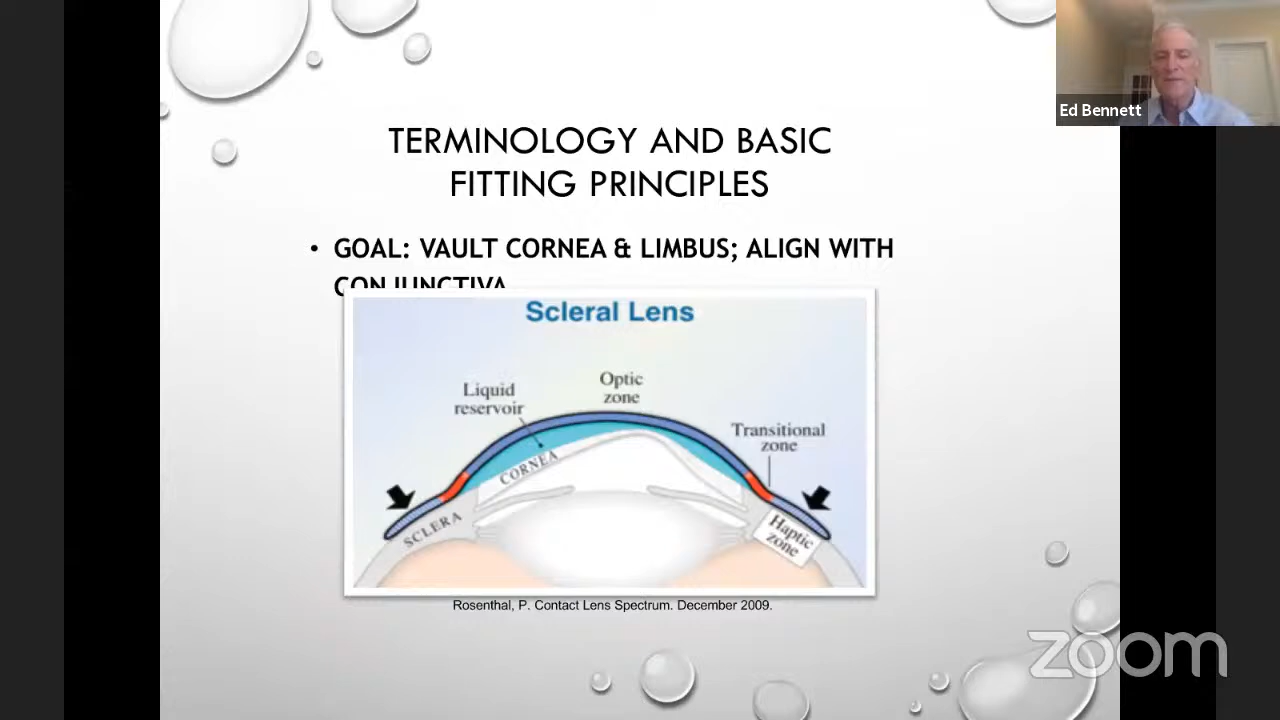 Ed Bennett
TERMINOLOGY AND BASIC
FITTING PRINCIPLES
• GOAL: VAULT CORNEA & LIMBUS; ALIGN WITH
CONJUNCTIVA
Scleral Lens
Optic
zone
Liquid
reservoir
Transitional
zone
CORNEA
SCLERA
Haptic
zone
Rosenthal, P. Contact Lens Spectrum. December 2009.
zoom